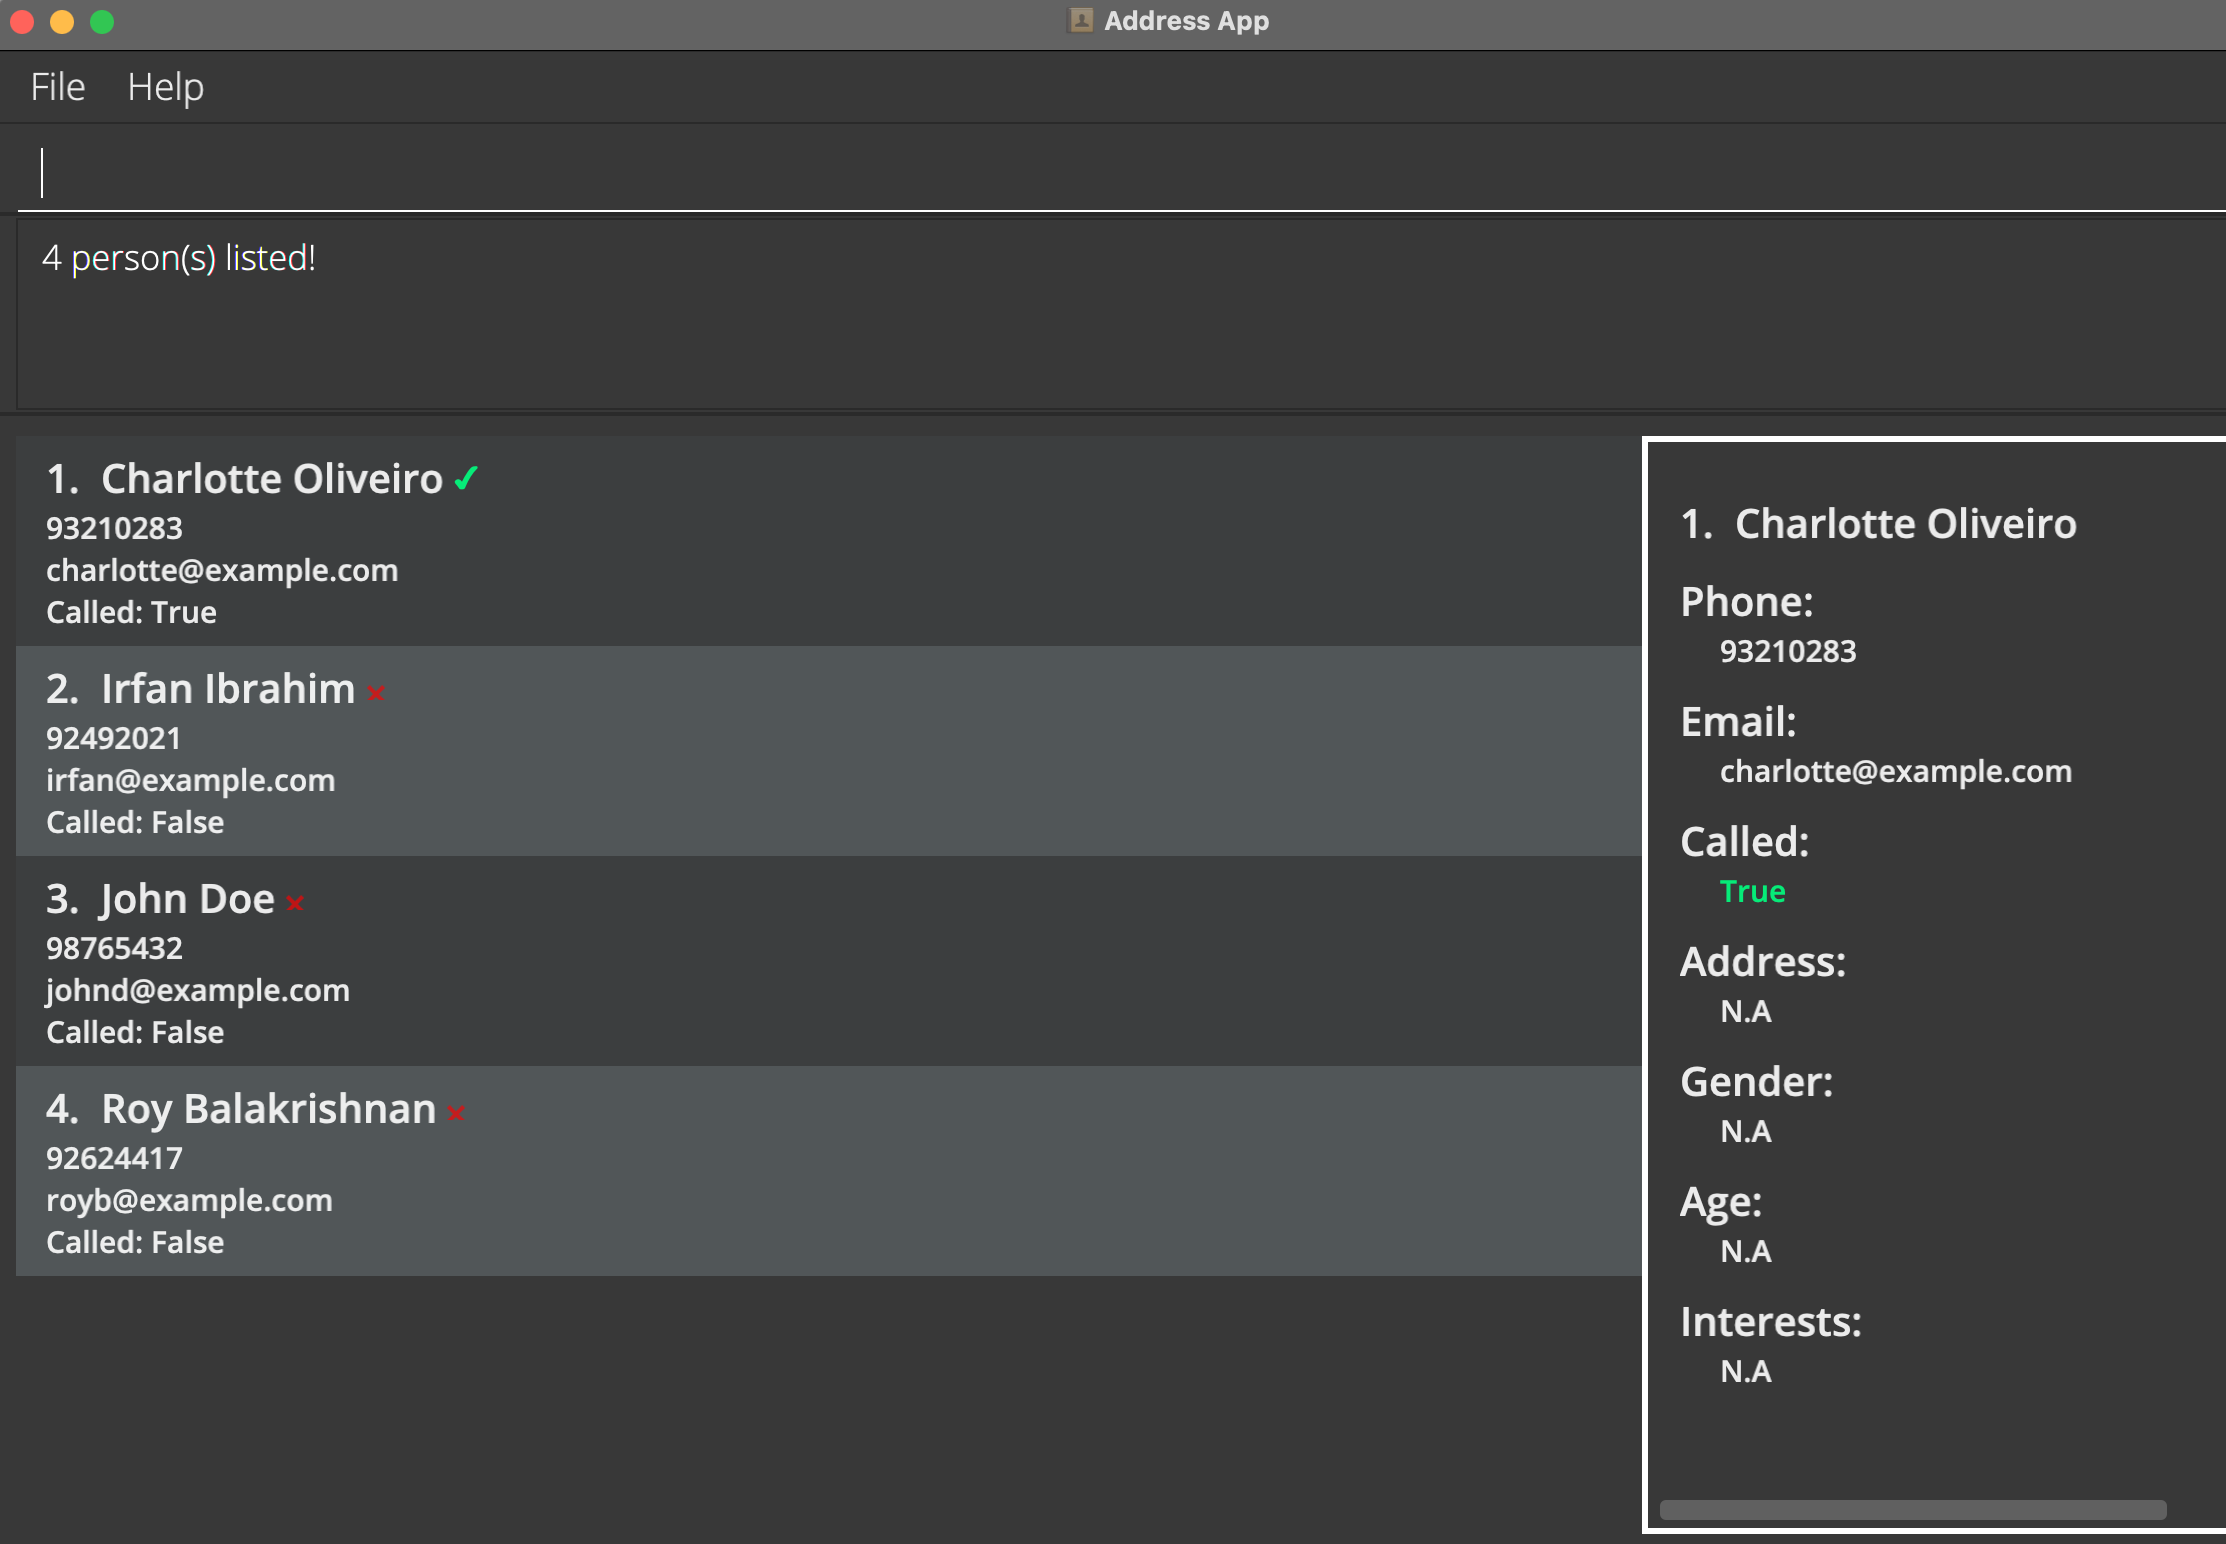 Address App
File Help
4 person(s) listed!
1. Charlotte Oliveiro ✓
93210283
charlotte@example.com
Called: True
2. Irfan Ibrahim ×
92492021
irfan@example.com
Called: False
3. John Doe ×
98765432
johnd@example.com
Called: False
4. Roy Balakrishnan ×
92624417
royb@example.com
Called: False
1. Charlotte Oliveiro
Phone:
93210283
Email:
charlotte@example.com
Called:
True
Address:
N.A
Gender:
N.A
Age:
N.A
Interests:
N.A